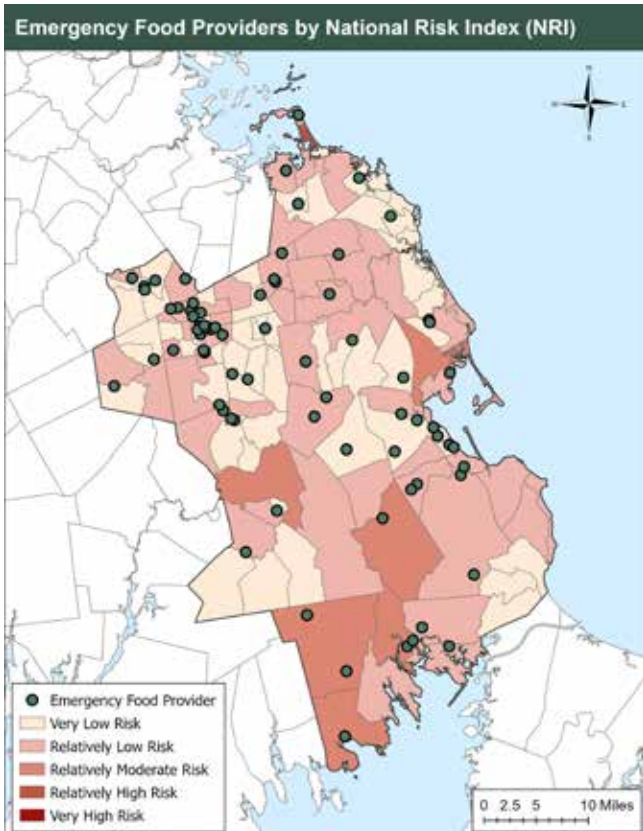 Emergency Food Providers by National Risk Index (NRI)
N
W
E
S
Emergency Food Provider
Very Low Risk
Relatively Low Risk
Relatively Moderate Risk
Relatively High Risk
Very High Risk
0 2.5 5 10 Miles